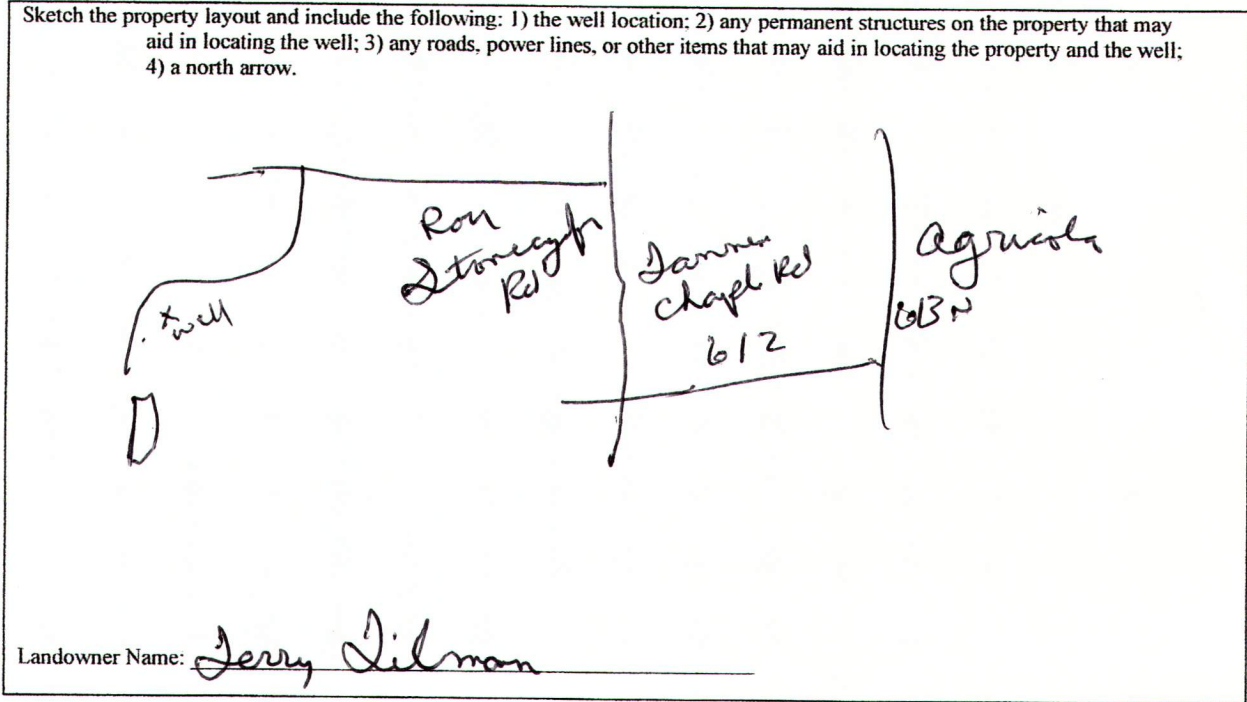 Sketch the property layout and include the following: 1) the well location; 2) any permanent structures on the property that may
aid in locating the well; 3) any roads, power lines, or other items that may aid in locating the property and the well;
4) a north arrow.
Ron
Stonecypher
Rd
Tanner
Chapel Rd
612
Agricola
613 N
x well
Landowner Name: Jerry Tilman